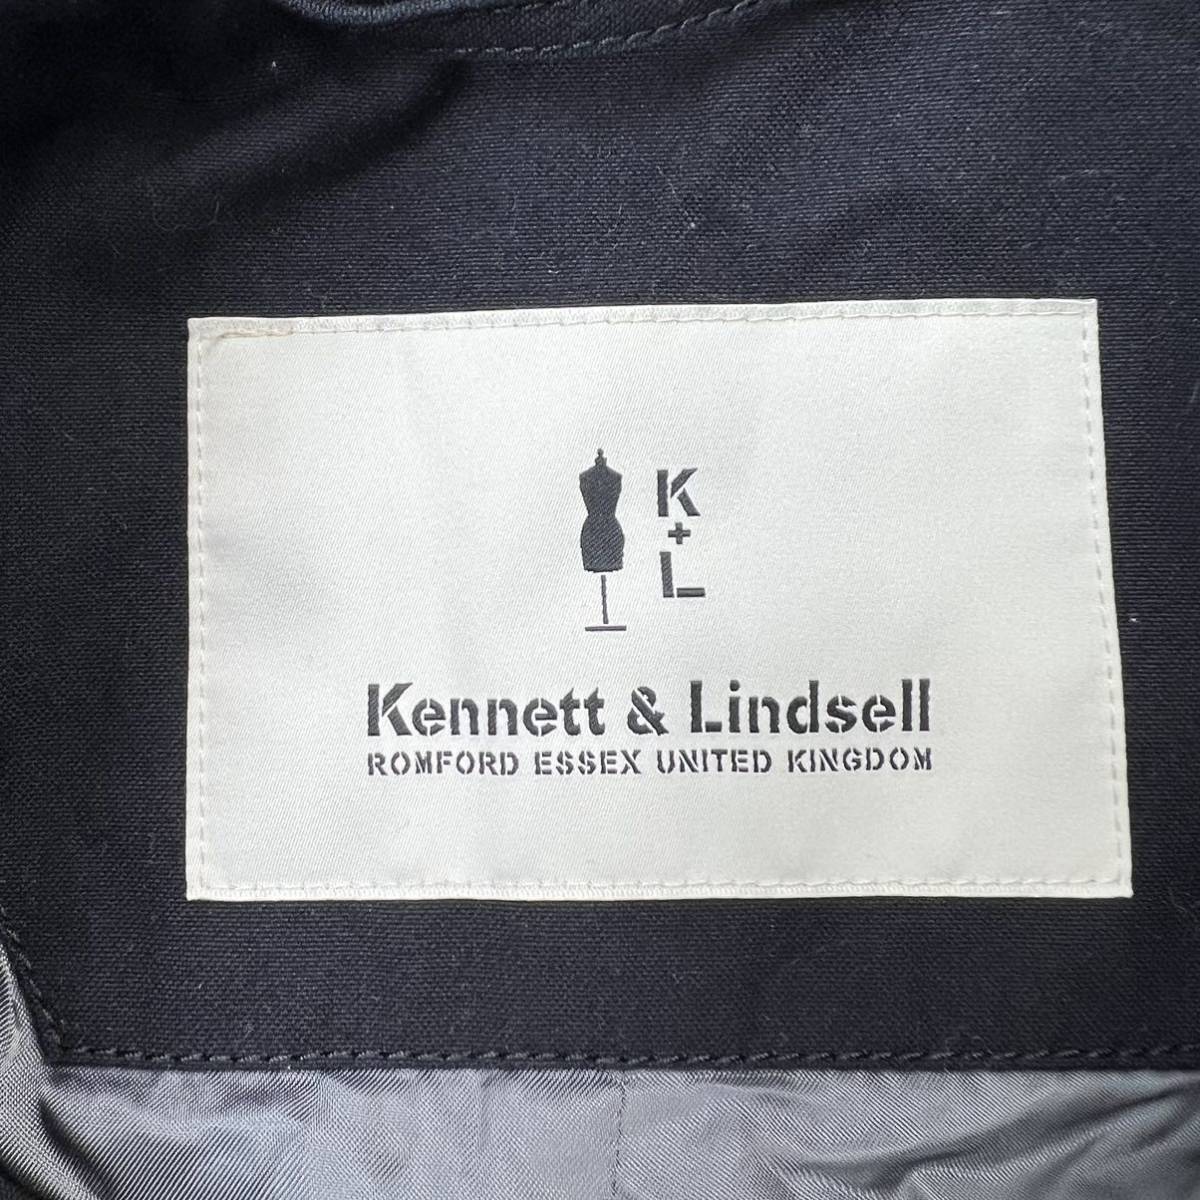 K
+
L
Kennett & Lindsell
ROMFORD ESSEX UNITED KINGDOM